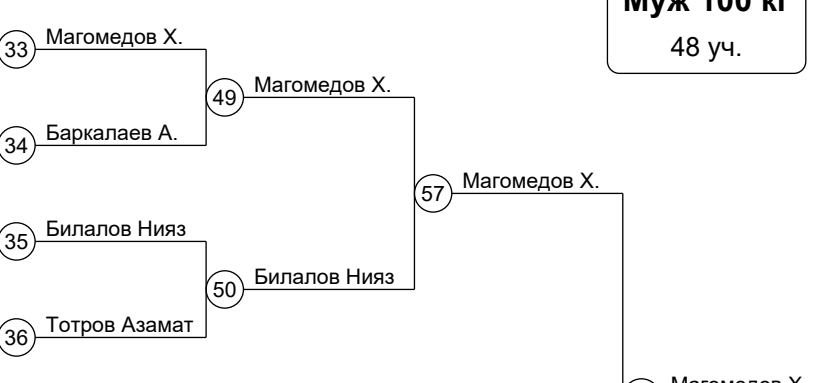 Муж 100 кг
48 уч.
33 Магомедов Х.
49 Магомедов Х.
34 Баркалаев А.
57 Магомедов Х.
35 Билалов Нияз
50 Билалов Нияз
36 Тотров Азамат
Магомедов Х